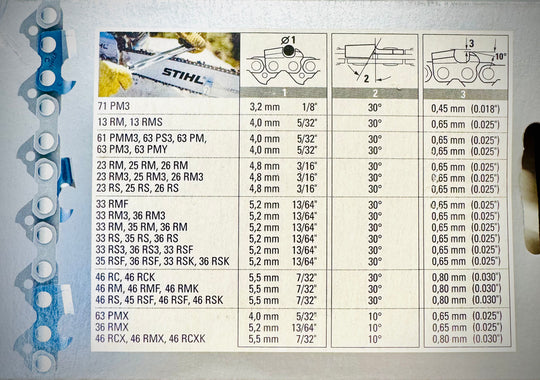 STIHL
Ø 1
2
3
10°
1 2 3
71 PM3 3,2 mm 1/8" 30° 0,45 mm (0.018")
13 RM, 13 RMS 4,0 mm 5/32" 30° 0,65 mm (0.025")
61 PMM3, 63 PS3, 63 PM, 4,0 mm 5/32" 30° 0,65 mm (0.025")
63 PM3, 63 PMY 4,0 mm 5/32" 30° 0,65 mm (0.025")
23 RM, 25 RM, 26 RM 4,8 mm 3/16" 30° 0,65 mm (0.025")
23 RM3, 25 RM3, 26 RM3 4,8 mm 3/16" 30° 0,65 mm (0.025")
23 RS, 25 RS, 26 RS 4,8 mm 3/16" 30° 0,65 mm (0.025")
33 RMF 5,2 mm 13/64" 30° 0,65 mm (0.025")
33 RM3, 36 RM3 5,2 mm 13/64" 30° 0,65 mm (0.025")
33 RM, 35 RM, 36 RM 5,2 mm 13/64" 30° 0,65 mm (0.025")
33 RS, 35 RS, 36 RS 5,2 mm 13/64" 30° 0,65 mm (0.025")
33 RS3, 36 RS3, 33 RSF 5,2 mm 13/64" 30° 0,65 mm (0.025")
35 RSF, 36 RSF, 33 RSK, 36 RSK 5,2 mm 13/64" 30° 0,65 mm (0.025")
46 RC, 46 RCK 5,5 mm 7/32" 30° 0,80 mm (0.030")
46 RM, 46 RMF, 46 RMK 5,5 mm 7/32" 30° 0,80 mm (0.030")
46 RS, 45 RSF, 46 RSF, 46 RSK 5,5 mm 7/32" 30° 0,80 mm (0.030")
63 PMX 4,0 mm 5/32" 10° 0,65 mm (0.025")
36 RMX 5,2 mm 13/64" 10° 0,65 mm (0.025")
46 RCX, 46 RMX, 46 RCXK 5,5 mm 7/32" 10° 0,80 mm (0.030")